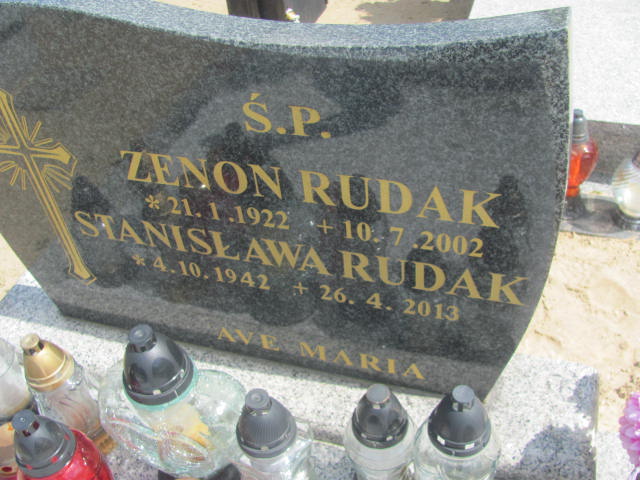 Ś.P.
ZENON RUDAK
* 21.1.1922 + 10.7.2002
STANISŁAWA RUDAK
* 4.10.1942 + 26.4.2013
AVE MARIA